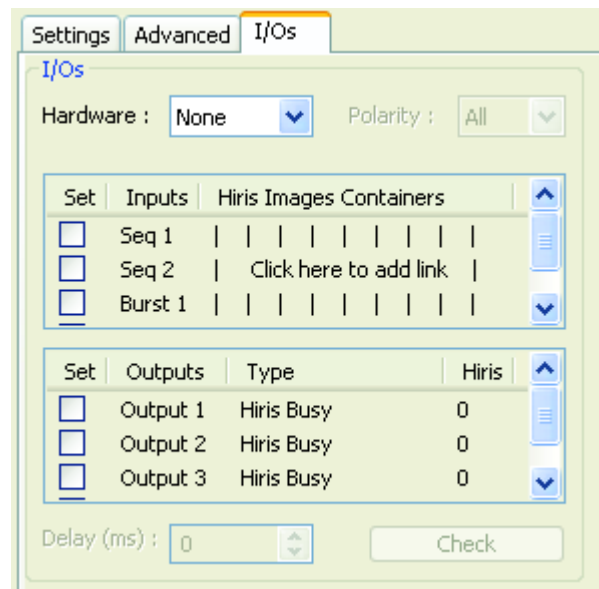 Settings Advanced I/Os
I/Os
Hardware : None Polarity : All
Set Inputs Hiris Images Containers
Seq 1 | | | | | | | | |
Seq 2 | Click here to add link |
Burst 1 | | | | | | | | |
Set Outputs Type Hiris
Output 1 Hiris Busy 0
Output 2 Hiris Busy 0
Output 3 Hiris Busy 0
Delay (ms) : 0 Check